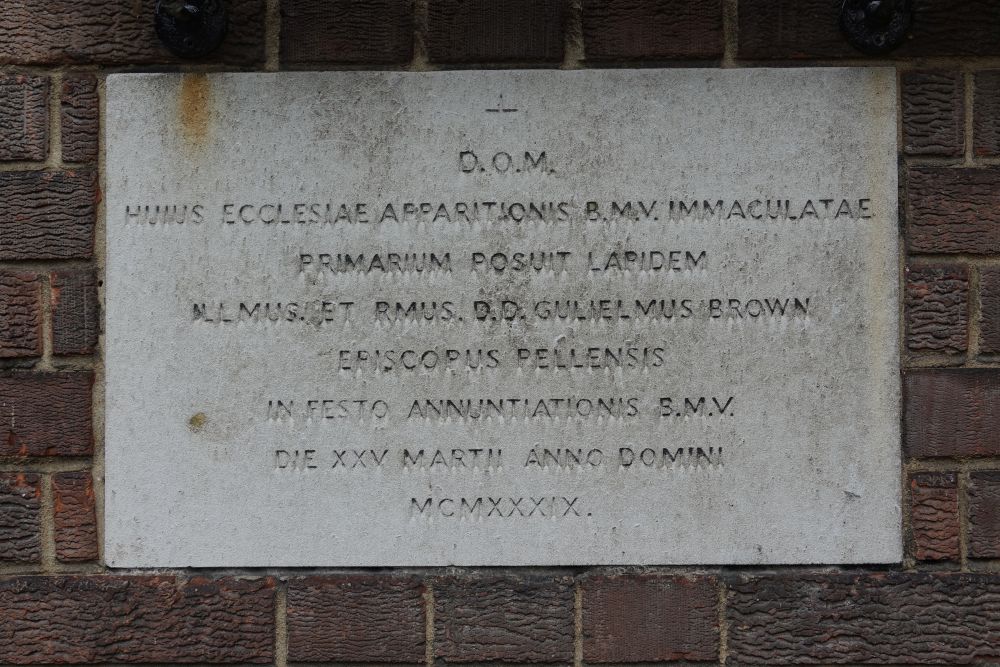 D.O.M.
HUIUS ECCLESIAE APPARITIONIS B.M.V. IMMACULATAE
PRIMARIUM POSUIT LAPIDEM
ILLMUS. ET RMUS. D.D. GULIELMUS BROWN
EPISCOPUS PELLENSIS
IN FESTO ANNUNTIATIONIS B.M.V.
DIE XXV MARTII ANNO DOMINI
MCMXXXIX.